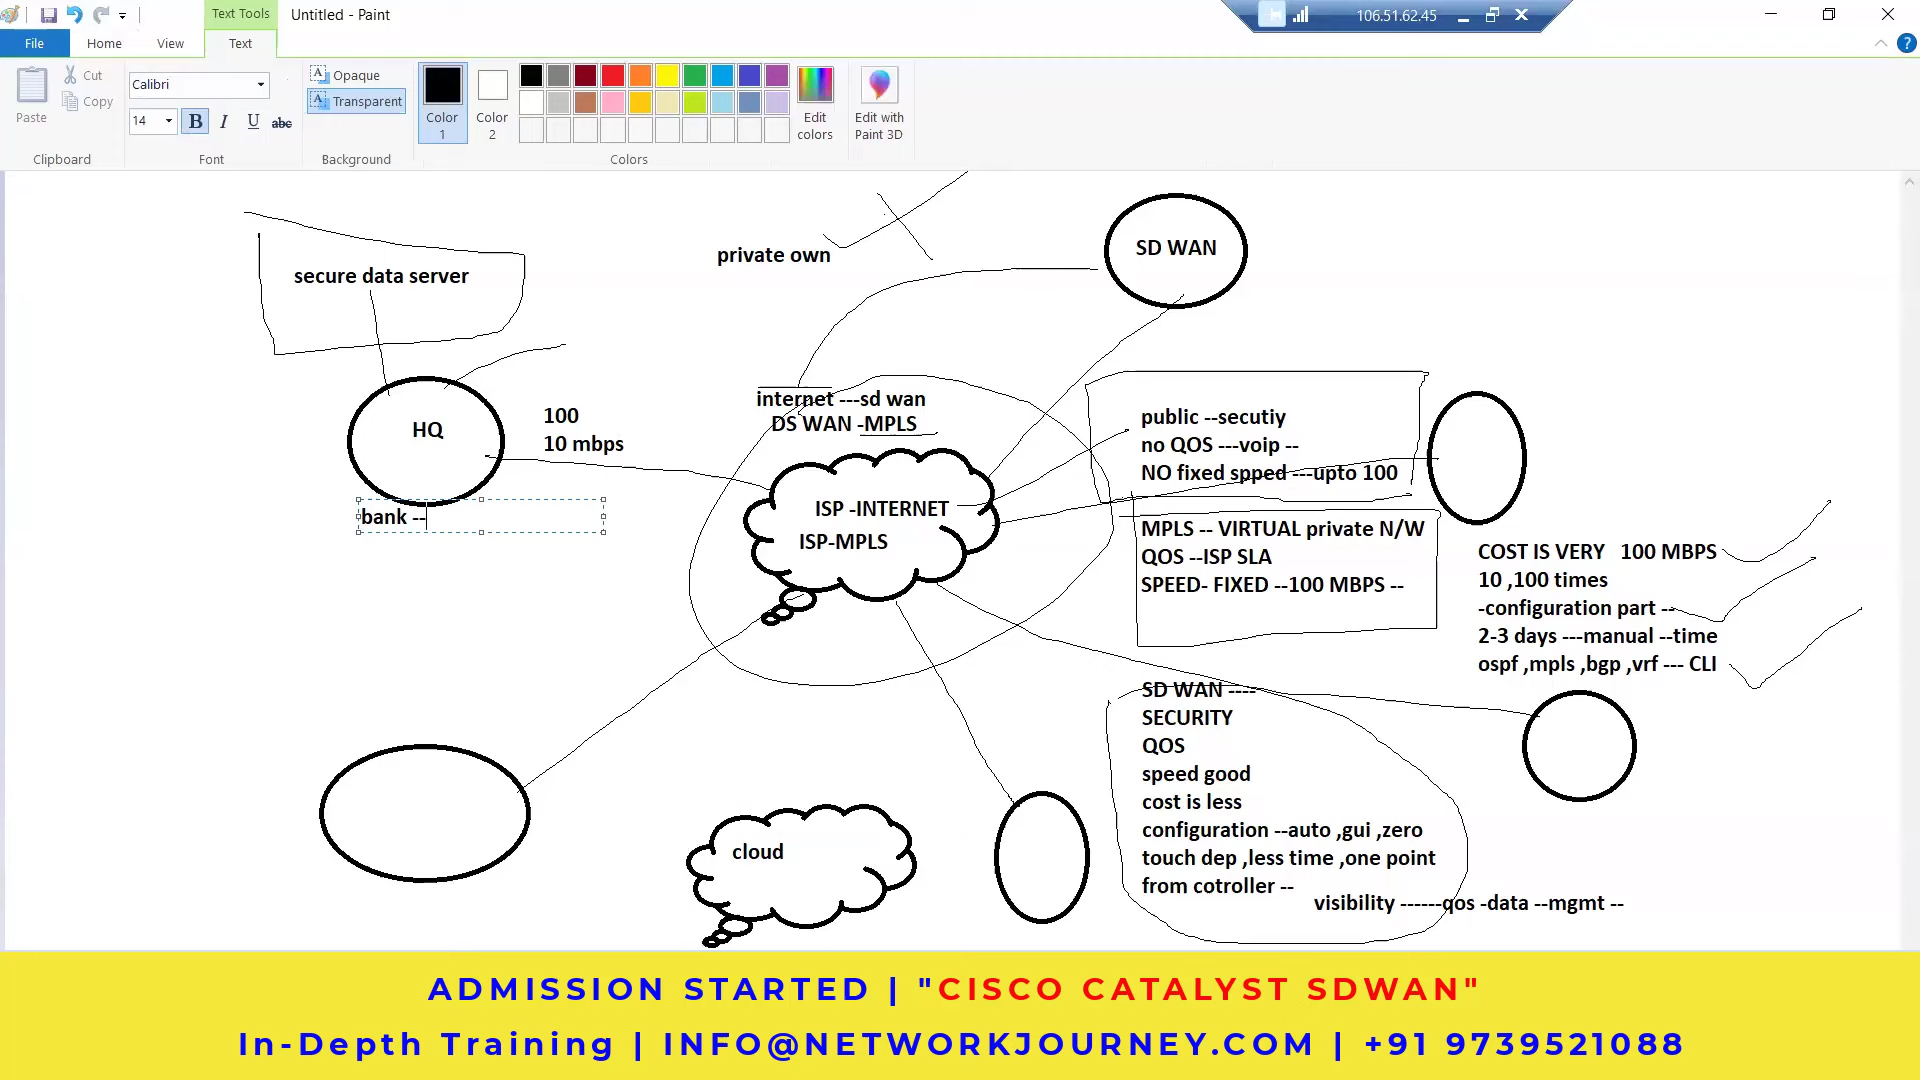 Text Tools
Untitled - Paint
106.51.62.45
File
Home
View
Text
Paste
Cut
Copy
Clipboard
Calibri
14
B I U abc
Font
Opaque
Transparent
Background
Color 1
Color 2
Colors
Edit colors
Edit with Paint 3D
secure data server
private own
SD WAN
HQ
100
10 mbps
bank --
internet ---sd wan
DS WAN -MPLS
ISP -INTERNET
ISP-MPLS
public --secutiy
no QOS ---voip --
NO fixed spped ---upto 100
MPLS -- VIRTUAL private N/W
QOS --ISP SLA
SPEED- FIXED --100 MBPS --
COST IS VERY 100 MBPS
10 ,100 times
-configuration part --
2-3 days ---manual --time
ospf ,mpls ,bgp ,vrf --- CLI
SD WAN ----
SECURITY
QOS
speed good
cost is less
configuration --auto ,gui ,zero
touch dep ,less time ,one point
from cotroller --
visibility ------qos -data --mgmt --
cloud
ADMISSION STARTED | "CISCO CATALYST SDWAN"
In-Depth Training | INFO@NETWORKJOURNEY.COM | +91 9739521088